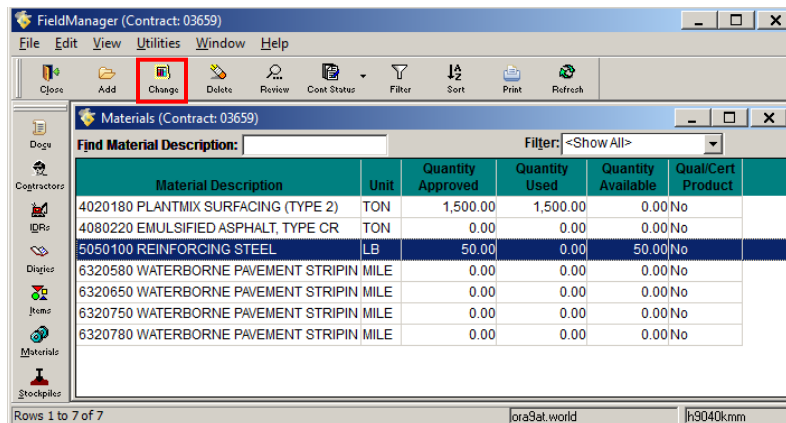 FieldManager (Contract: 03659)
File Edit View Utilities Window Help
Close Add Change Delete Review Cont Status Filter Sort Print Refresh
Materials (Contract: 03659)
Find Material Description: Filter: <Show All>
Material Description Unit Quantity Approved Quantity Used Quantity Available Qual/Cert Product
4020180 PLANTMIX SURFACING (TYPE 2) TON 1,500.00 1,500.00 0.00 No
4080220 EMULSIFIED ASPHALT, TYPE CR TON 0.00 0.00 0.00 No
5050100 REINFORCING STEEL LB 50.00 0.00 50.00 No
6320580 WATERBORNE PAVEMENT STRIPIN MILE 0.00 0.00 0.00 No
6320650 WATERBORNE PAVEMENT STRIPIN MILE 0.00 0.00 0.00 No
6320750 WATERBORNE PAVEMENT STRIPIN MILE 0.00 0.00 0.00 No
6320780 WATERBORNE PAVEMENT STRIPIN MILE 0.00 0.00 0.00 No
Docu
Contractors
IDRs
Diaries
Items
Materials
Stockpiles
Rows 1 to 7 of 7 ora9at.world h9040kmm